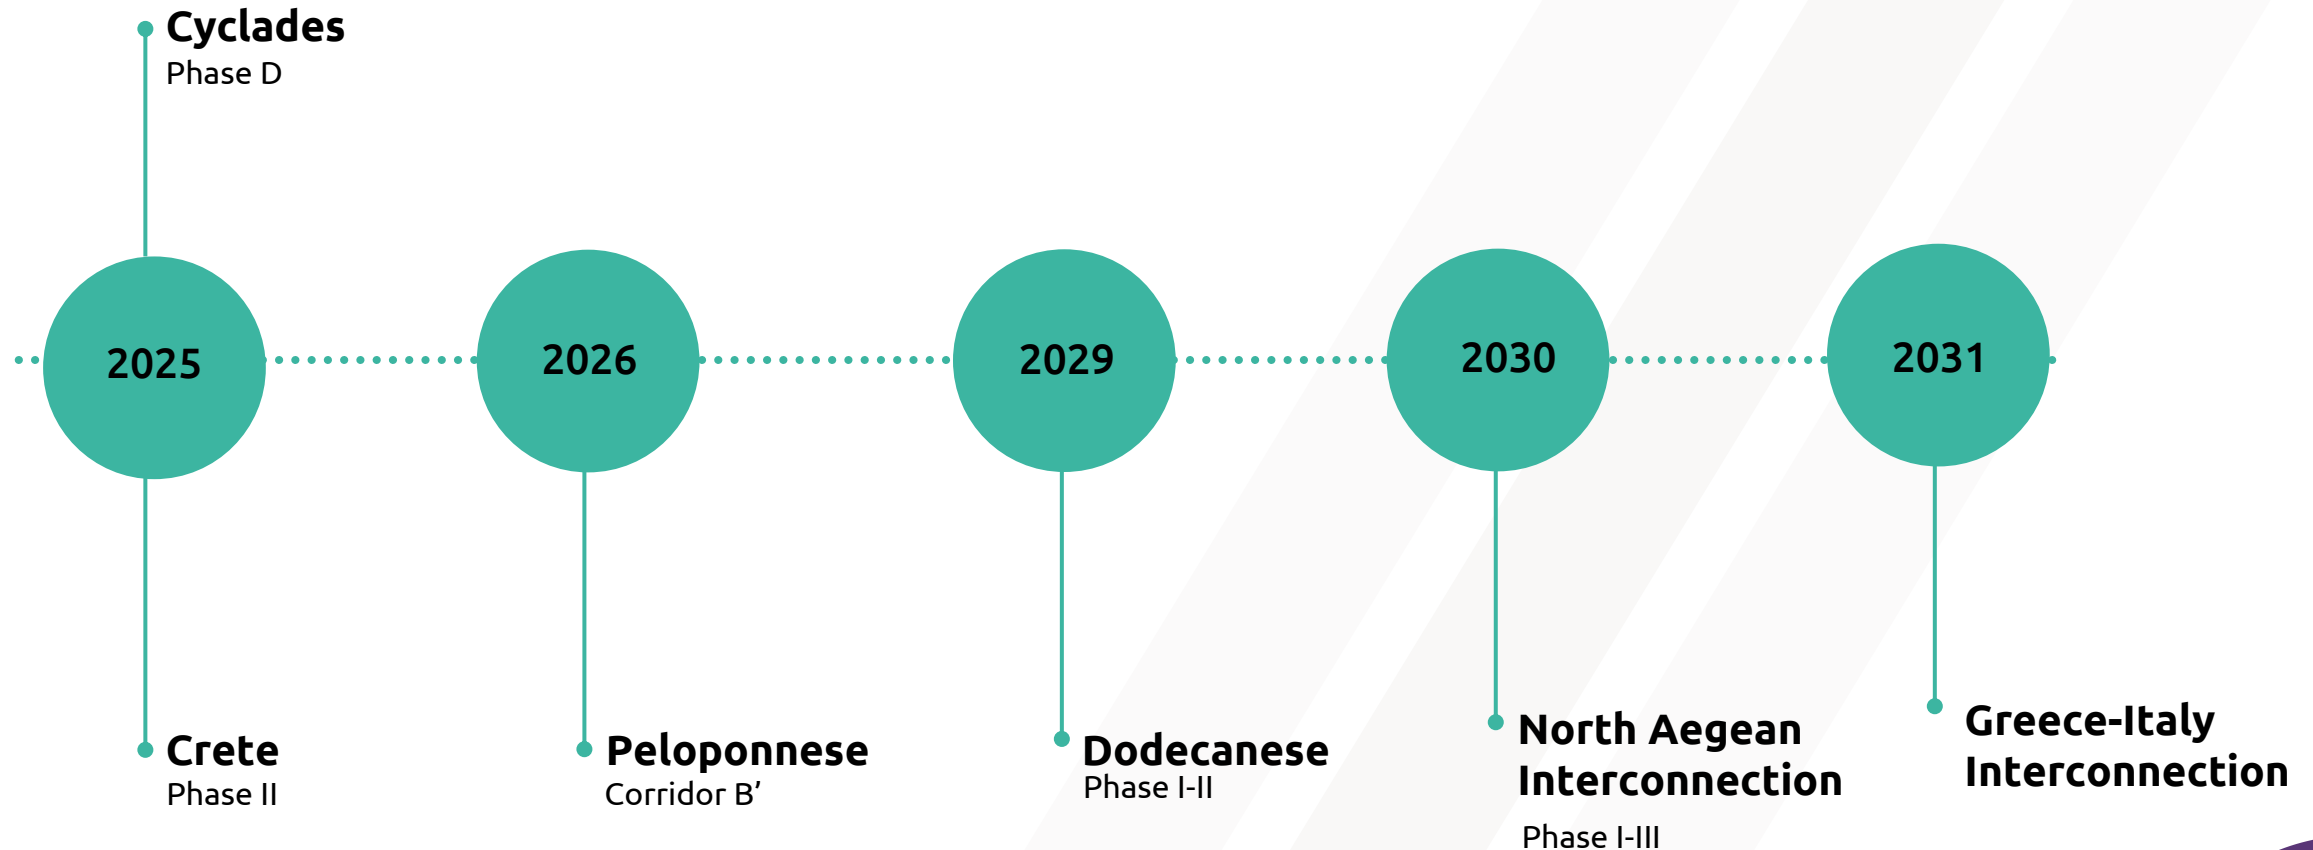 Cyclades
Phase D
2025
2026
2029
2030
2031
Crete
Phase II
Peloponnese
Corridor B’
Dodecanese
Phase I-II
North Aegean
Interconnection
Phase I-III
Greece-Italy
Interconnection